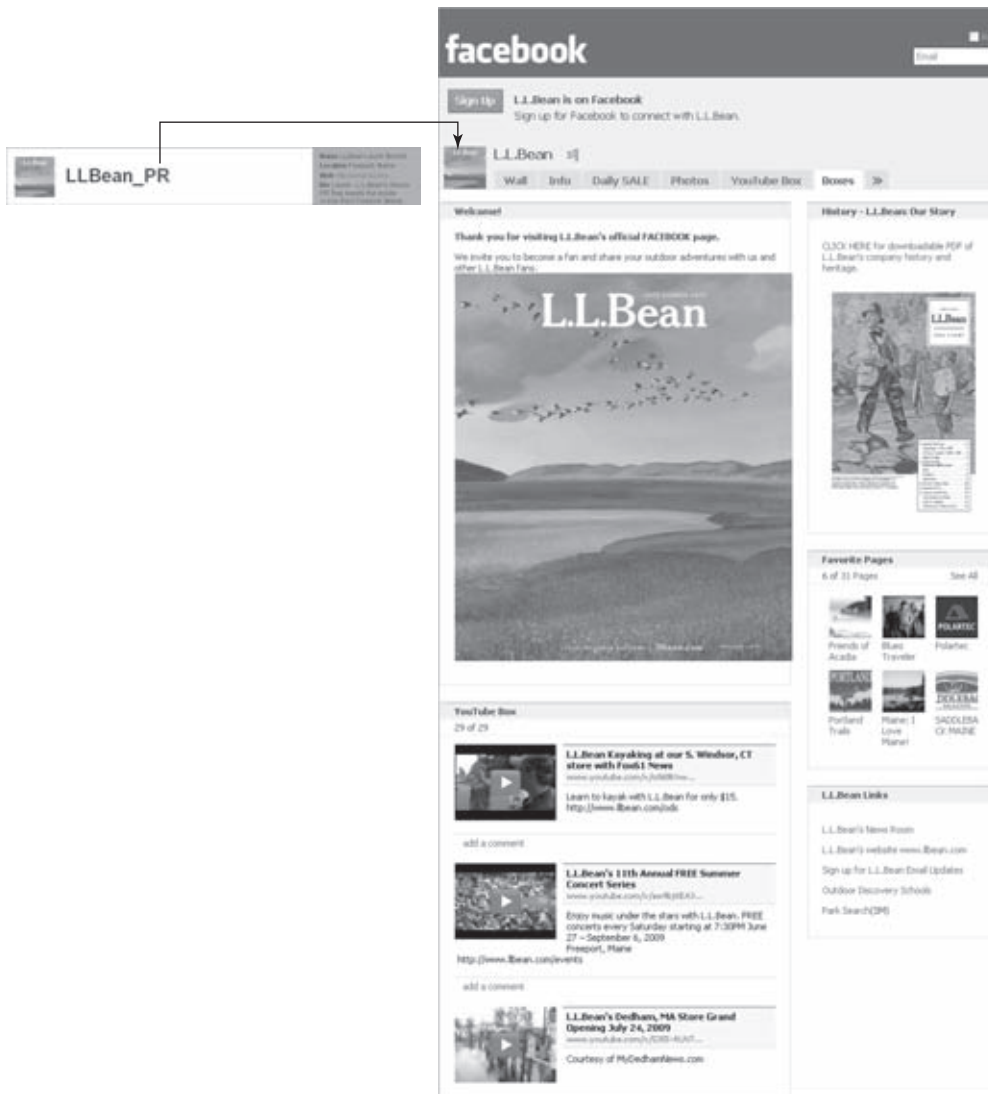 facebook
Email
Sign Up
L.L.Bean is on Facebook
Sign up for Facebook to connect with L.L.Bean.
LLBean_PR
L.L.Bean
Wall Info Daily SALE Photos YouTube Box Boxes »
Welcome!
Thank you for visiting L.L.Bean's official FACEBOOK page.
We invite you to become a fan and share your outdoor adventures with us and
other L.L.Bean fans.
L.L.Bean
History - L.L.Bean: Our Story
CLICK HERE for downloadable PDF of
L.L.Bean's company history and
heritage.
L.L.Bean
Favorite Pages
6 of 31 Pages See All
POLARTEC
Friends of Acadia
Blues Traveler
Polartec
PORTLAND
Portland Trails
Maine: I Love Maine!
SADDLEBA
CK MAINE
YouTube Box
29 of 29
L.L.Bean Kayaking at our S. Windsor, CT
store with Fox61 News
Learn to kayak with L.L.Bean for only $15.
http://www.llbean.com/ods
add a comment
L.L.Bean's 11th Annual FREE Summer
Concert Series
Enjoy music under the stars with L.L.Bean. FREE
concerts every Saturday starting at 7:30PM June
27 – September 6, 2009
Freeport, Maine
http://www.llbean.com/events
add a comment
L.L.Bean's Dedham, MA Store Grand
Opening July 24, 2009
Courtesy of MyDedhamNews.com
L.L.Bean Links
L.L.Bean's News Room
L.L.Bean's website www.llbean.com
Sign up for L.L.Bean Email Updates
Outdoor Discovery Schools
Park Search(SM)